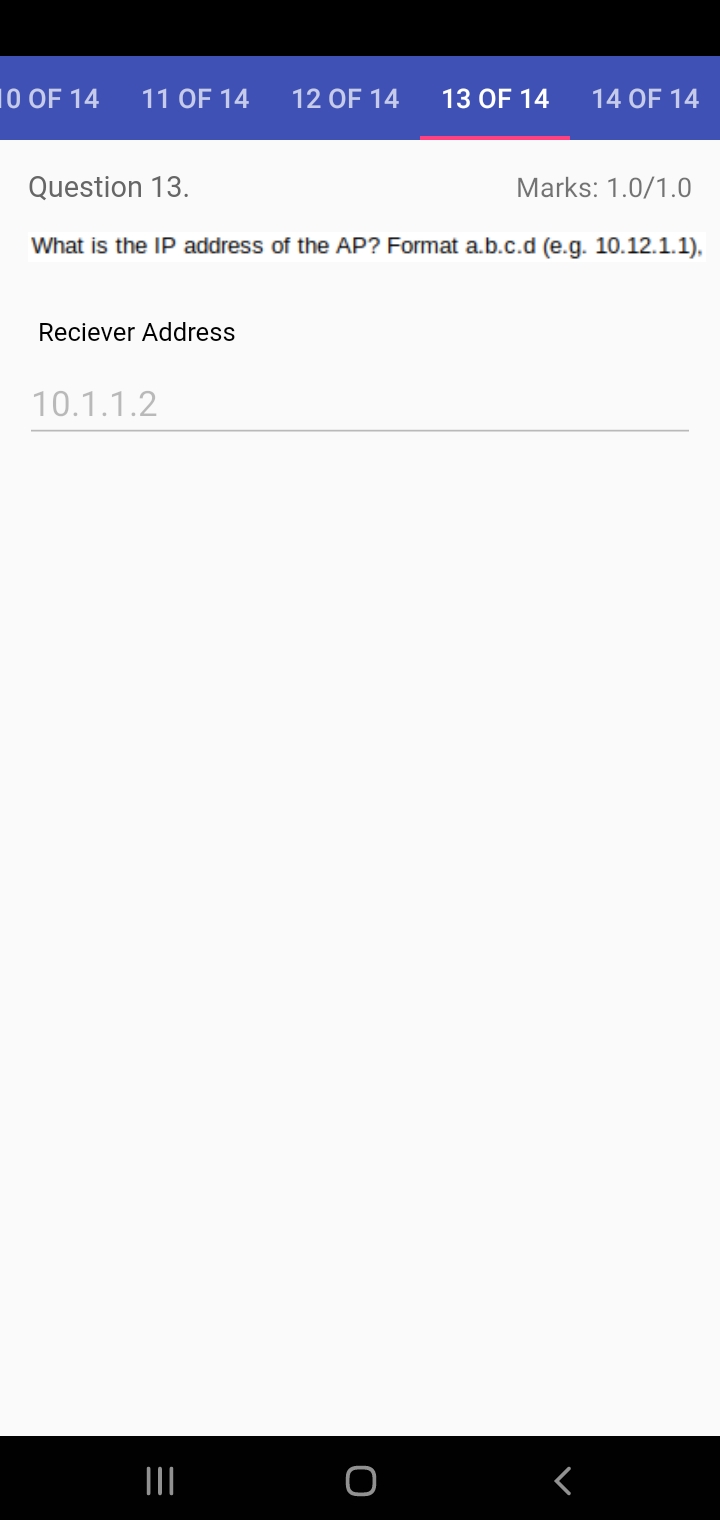 10 OF 14 11 OF 14 12 OF 14 13 OF 14 14 OF 14
Question 13. Marks: 1.0/1.0
What is the IP address of the AP? Format a.b.c.d (e.g. 10.12.1.1),
Reciever Address
10.1.1.2